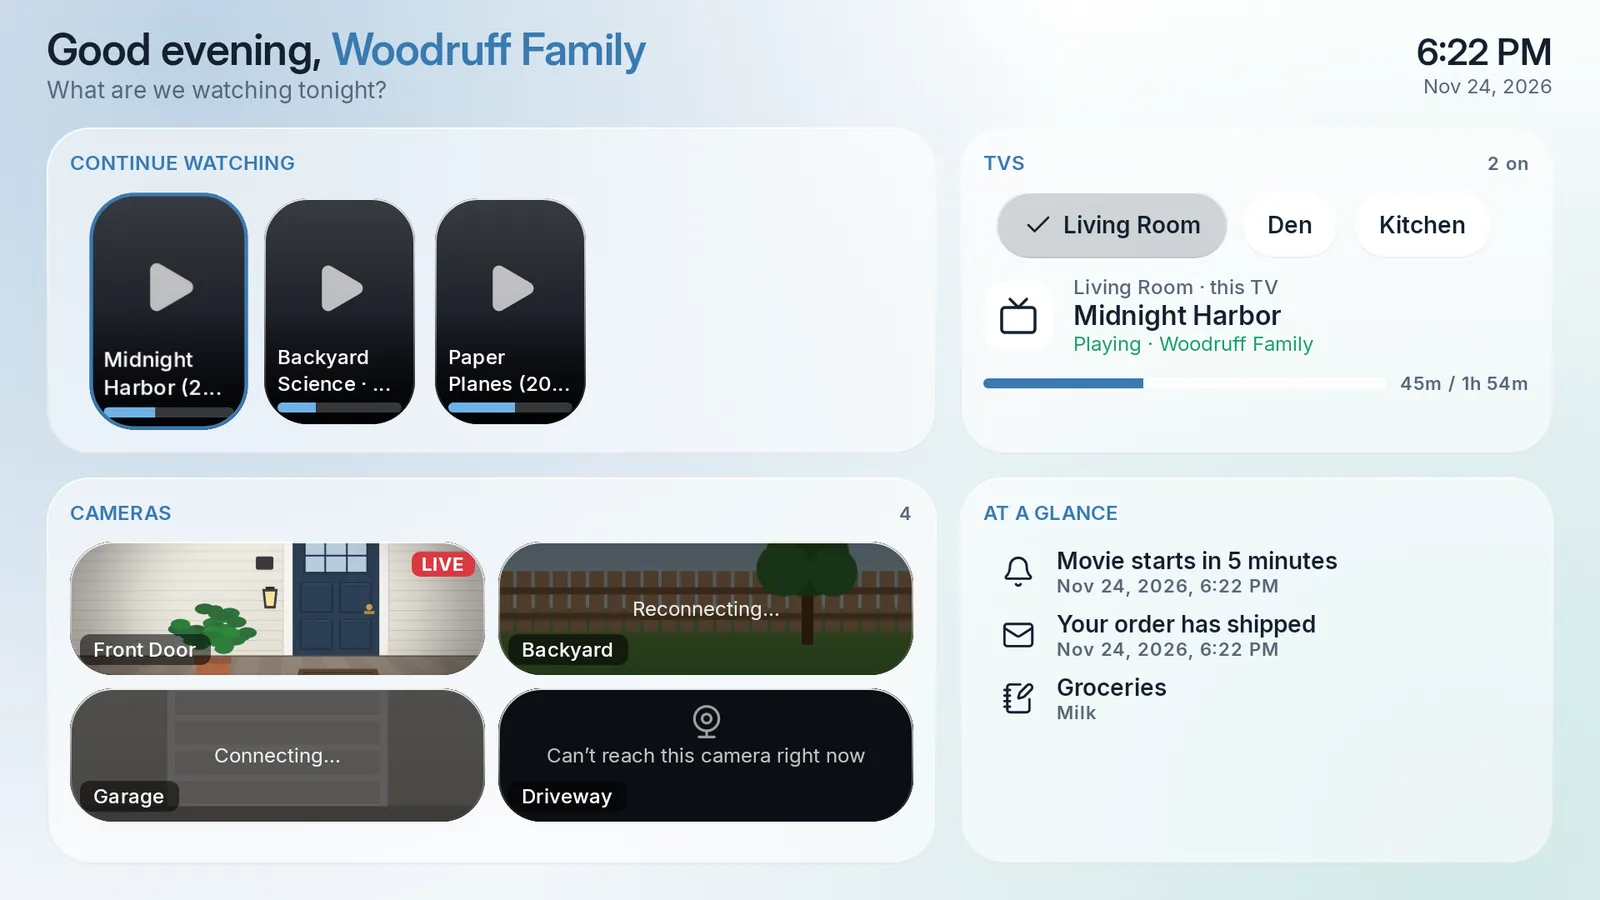 Good evening, Woodruff Family
What are we watching tonight?
6:22 PM
Nov 24, 2026
CONTINUE WATCHING
Midnight
Harbor (2...
Backyard
Science · ...
Paper
Planes (20...
TVS
2 on
Living Room
Den
Kitchen
Living Room · this TV
Midnight Harbor
Playing · Woodruff Family
45m / 1h 54m
CAMERAS
4
LIVE
Front Door
Reconnecting...
Backyard
Connecting...
Garage
Can’t reach this camera right now
Driveway
AT A GLANCE
Movie starts in 5 minutes
Nov 24, 2026, 6:22 PM
Your order has shipped
Nov 24, 2026, 6:22 PM
Groceries
Milk